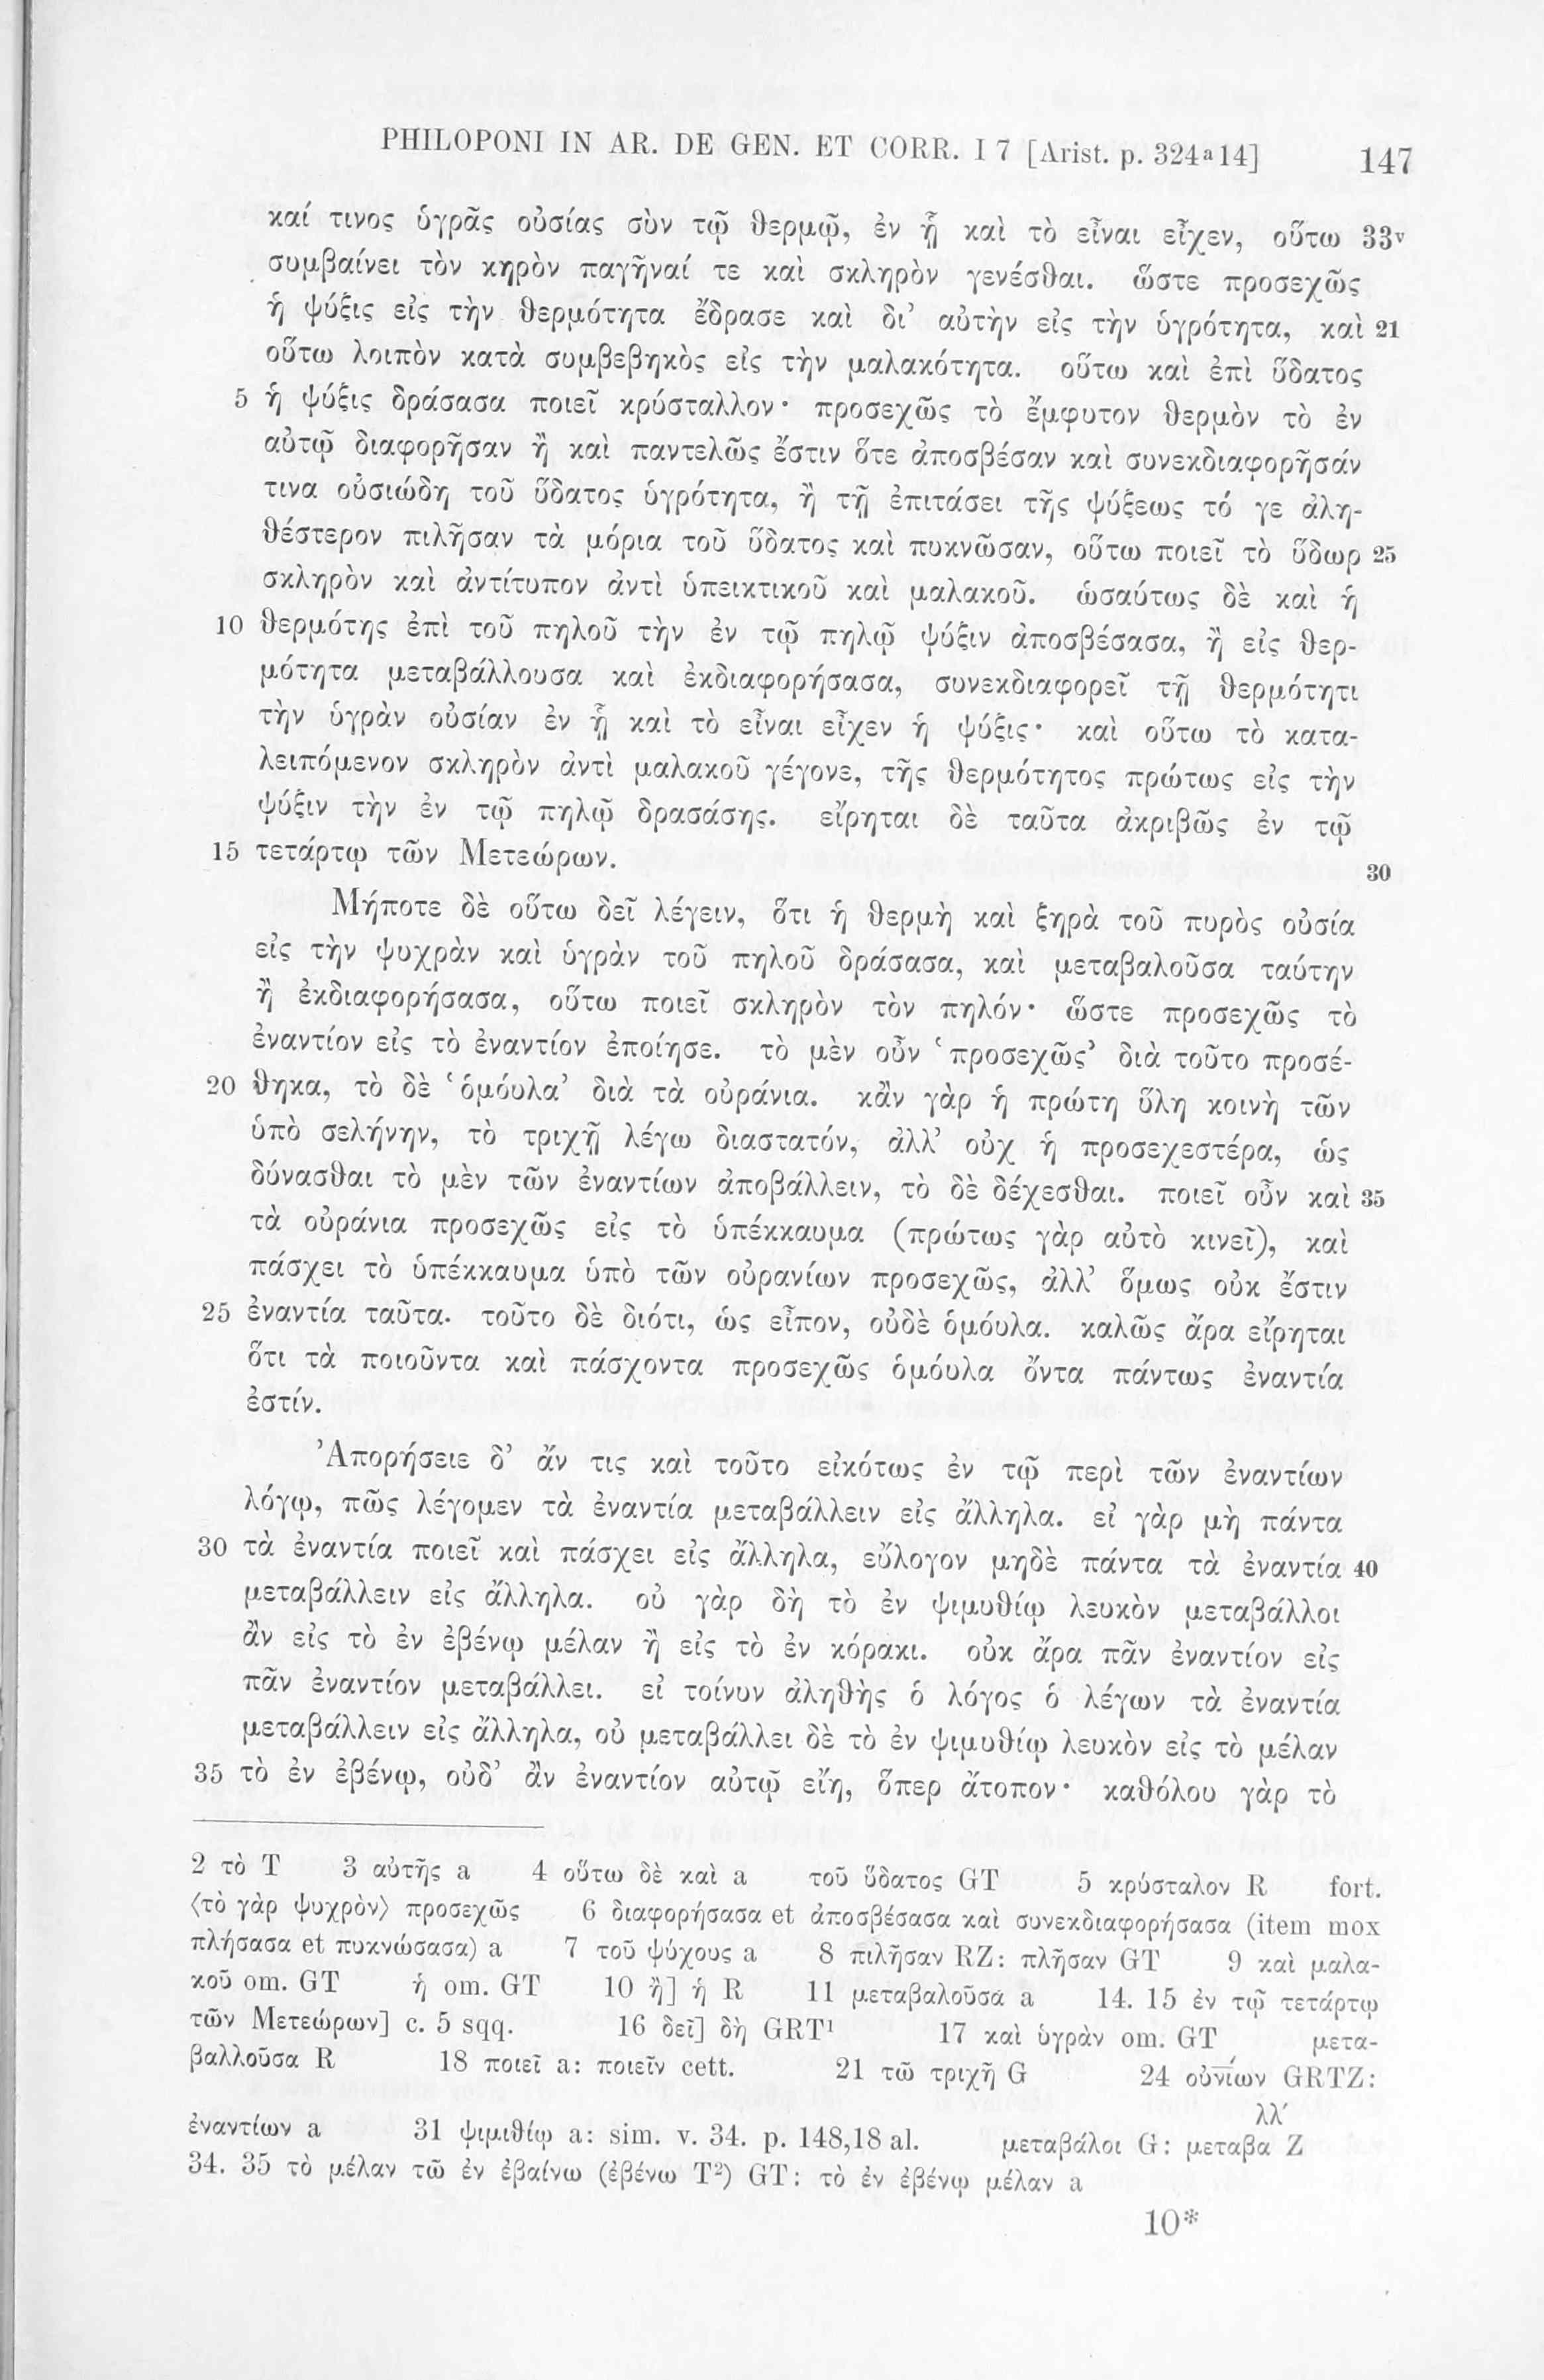 PHILOPONI IN AR. DE GEN. ET CORR. I 7 [Arist. p. 324ᵃ14] 147
καί τινος ὑγρᾶς οὐσίας σὺν τῷ θερμῷ, ἐν ᾗ καὶ τὸ εἶναι εἶχεν, οὕτω 33ᵛ
συμβαίνει τὸν κηρὸν παγῆναί τε καὶ σκληρὸν γενέσθαι. ὥστε προσεχῶς
ἡ ψύξις εἰς τὴν θερμότητα ἔδρασε καὶ δι’ αὐτὴν εἰς τὴν ὑγρότητα, καὶ 21
οὕτω λοιπὸν κατὰ συμβεβηκὸς εἰς τὴν μαλακότητα. οὕτω καὶ ἐπὶ ὕδατος
5 ἡ ψύξις δράσασα ποιεῖ κρύσταλλον· προσεχῶς τὸ ἔμφυτον θερμὸν τὸ ἐν
αὐτῷ διαφορῆσαν ἢ καὶ παντελῶς ἔστιν ὅτε ἀποσβέσαν καὶ συνεκδιαφορῆσάν
τινα οὐσιώδη τοῦ ὕδατος ὑγρότητα, ἢ τῇ ἐπιτάσει τῆς ψύξεως τό γε ἀλη-
θέστερον πιλῆσαν τὰ μόρια τοῦ ὕδατος καὶ πυκνῶσαν, οὕτω ποιεῖ τὸ ὕδωρ 25
σκληρὸν καὶ ἀντίτυπον ἀντὶ ὑπεικτικοῦ καὶ μαλακοῦ. ὡσαύτως δὲ καὶ ἡ
10 θερμότης ἐπὶ τοῦ πηλοῦ τὴν ἐν τῷ πηλῷ ψύξιν ἀποσβέσασα, ἢ εἰς θερ-
μότητα μεταβάλλουσα καὶ ἐκδιαφορήσασα, συνεκδιαφορεῖ τῇ θερμότητι
τὴν ὑγρὰν οὐσίαν ἐν ᾗ καὶ τὸ εἶναι εἶχεν ἡ ψύξις· καὶ οὕτω τὸ κατα-
λειπόμενον σκληρὸν ἀντὶ μαλακοῦ γέγονε, τῆς θερμότητος πρώτως εἰς τὴν
ψύξιν τὴν ἐν τῷ πηλῷ δρασάσης. εἴρηται δὲ ταῦτα ἀκριβῶς ἐν τῷ
15 τετάρτῳ τῶν Μετεώρων. 30
Μήποτε δὲ οὕτω δεῖ λέγειν, ὅτι ἡ θερμὴ καὶ ξηρὰ τοῦ πυρὸς οὐσία
εἰς τὴν ψυχρὰν καὶ ὑγρὰν τοῦ πηλοῦ δράσασα, καὶ μεταβαλοῦσα ταύτην
ἢ ἐκδιαφορήσασα, οὕτω ποιεῖ σκληρὸν τὸν πηλόν· ὥστε προσεχῶς τὸ
ἐναντίον εἰς τὸ ἐναντίον ἐποίησε. τὸ μὲν οὖν ‘προσεχῶς’ διὰ τοῦτο προσέ-
20 θηκα, τὸ δὲ ‘ὁμόυλα’ διὰ τὰ οὐράνια. κἂν γὰρ ἡ πρώτη ὕλη κοινὴ τῶν
ὑπὸ σελήνην, τὸ τριχῇ λέγω διαστατόν, ἀλλ’ οὐχ ἡ προσεχεστέρα, ὡς
δύνασθαι τὸ μὲν τῶν ἐναντίων ἀποβάλλειν, τὸ δὲ δέχεσθαι. ποιεῖ οὖν καὶ 35
τὰ οὐράνια προσεχῶς εἰς τὸ ὑπέκκαυμα (πρώτως γὰρ αὐτὸ κινεῖ), καὶ
πάσχει τὸ ὑπέκκαυμα ὑπὸ τῶν οὐρανίων προσεχῶς, ἀλλ’ ὅμως οὐκ ἔστιν
25 ἐναντία ταῦτα. τοῦτο δὲ διότι, ὡς εἶπον, οὐδὲ ὁμόυλα. καλῶς ἄρα εἴρηται
ὅτι τὰ ποιοῦντα καὶ πάσχοντα προσεχῶς ὁμόυλα ὄντα πάντως ἐναντία
ἐστίν.
Ἀπορήσειε δ’ ἄν τις καὶ τοῦτο εἰκότως ἐν τῷ περὶ τῶν ἐναντίων
λόγῳ, πῶς λέγομεν τὰ ἐναντία μεταβάλλειν εἰς ἄλληλα. εἰ γὰρ μὴ πάντα
30 τὰ ἐναντία ποιεῖ καὶ πάσχει εἰς ἄλληλα, εὔλογον μηδὲ πάντα τὰ ἐναντία 40
μεταβάλλειν εἰς ἄλληλα. οὐ γὰρ δὴ τὸ ἐν ψιμυθίῳ λευκὸν μεταβάλλοι
ἂν εἰς τὸ ἐν ἐβένῳ μέλαν ἢ εἰς τὸ ἐν κόρακι. οὐκ ἄρα πᾶν ἐναντίον εἰς
πᾶν ἐναντίον μεταβάλλει. εἰ τοίνυν ἀληθὴς ὁ λόγος ὁ λέγων τὰ ἐναντία
μεταβάλλειν εἰς ἄλληλα, οὐ μεταβάλλει δὲ τὸ ἐν ψιμυθίῳ λευκὸν εἰς τὸ μέλαν
35 τὸ ἐν ἐβένῳ, οὐδ’ ἂν ἐναντίον αὐτῷ εἴη, ὅπερ ἄτοπον· καθόλου γὰρ τὸ
2 τὸ T 3 αὐτῆς a 4 οὕτω δὲ καὶ a τοῦ ὕδατος GT 5 κρύσταλον R fort.
⟨τὸ γὰρ ψυχρὸν⟩ προσεχῶς 6 διαφορήσασα et ἀποσβέσασα καὶ συνεκδιαφορήσασα (item mox
πλήσασα et πυκνώσασα) a 7 τοῦ ψύχους a 8 πιλῆσαν RZ: πλῆσαν GT 9 καὶ μαλα-
κοῦ om. GT ἡ om. GT 10 ἢ] ἡ R 11 μεταβαλοῦσα a 14. 15 ἐν τῷ τετάρτῳ
τῶν Μετεώρων] c. 5 sqq. 16 δεῖ] δὴ GRT¹ 17 καὶ ὑγρὰν om. GT μετα-
βαλλοῦσα R 18 ποιεῖ a: ποιεῖν cett. 21 τῶ τριχῆ G 24 οὐν̅ίων GRTZ:
ἐναντίων a 31 ψιμιθίῳ a: sim. v. 34. p. 148,18 al. μεταβάλοι G: μεταβαλλ´ Z
34. 35 τὸ μέλαν τῶ ἐν ἐβαίνω (ἐβένω T²) GT: τὸ ἐν ἐβένῳ μέλαν a
10*